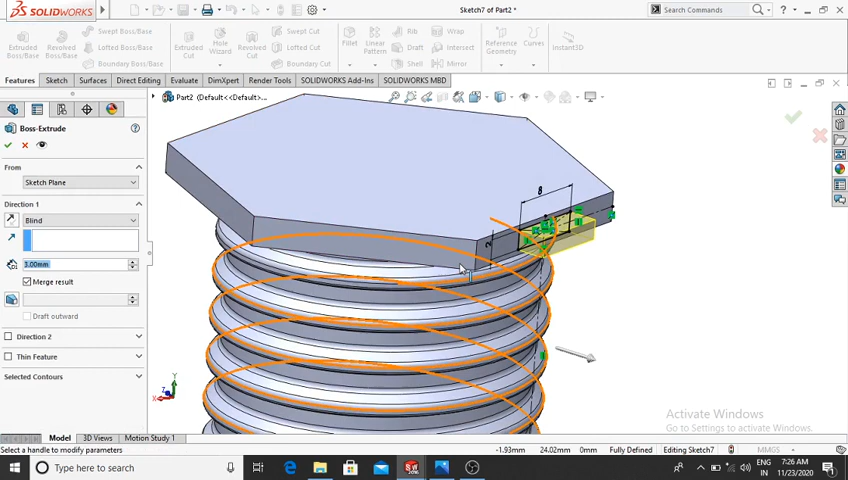 SOLIDWORKS
Sketch7 of Part2 *
Search Commands
Extruded Boss/Base
Revolved Boss/Base
Swept Boss/Base
Lofted Boss/Base
Boundary Boss/Base
Extruded Cut
Hole Wizard
Revolved Cut
Swept Cut
Lofted Cut
Boundary Cut
Fillet
Linear Pattern
Rib
Draft
Shell
Wrap
Intersect
Mirror
Reference Geometry
Curves
Instant3D
Features
Sketch
Surfaces
Direct Editing
Evaluate
DimXpert
Render Tools
SOLIDWORKS Add-Ins
SOLIDWORKS MBD
Part2 (Default<<Default>...
Boss-Extrude
From
Sketch Plane
Direction 1
Blind
3.00mm
Merge result
Draft outward
Direction 2
Thin Feature
Selected Contours
8
2
Y
X
Z
Activate Windows
Go to Settings to activate Windows.
Model
3D Views
Motion Study 1
Select a handle to modify parameters
-1.93mm
24.02mm
0mm
Fully Defined
Editing Sketch7
MMGS
Type here to search
ENG
IN
7:26 AM
11/23/2020